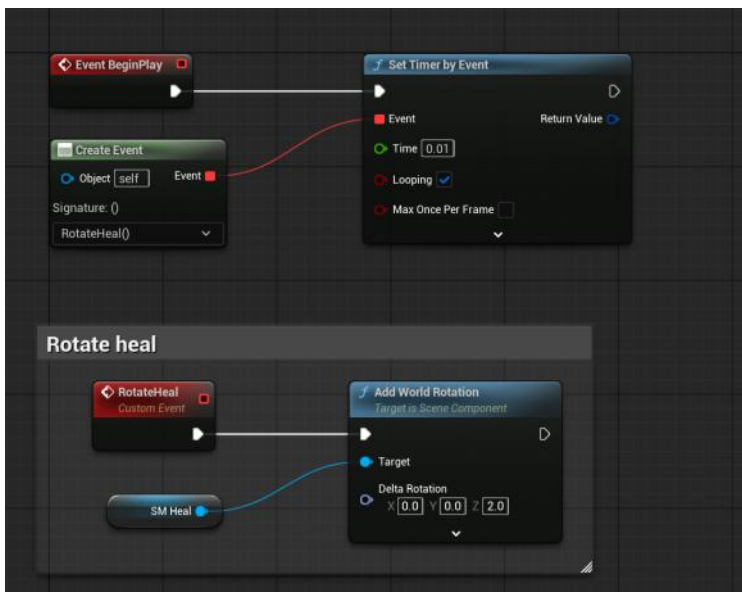 Event BeginPlay
f Set Timer by Event
Event
Return Value
Create Event
Time 0.01
Object self
Event
Looping
Signature: ()
Max Once Per Frame
RotateHeal()
Rotate heal
RotateHeal
Custom Event
f Add World Rotation
Target is Scene Component
Target
Delta Rotation
SM Heal
X 0.0 Y 0.0 Z 2.0